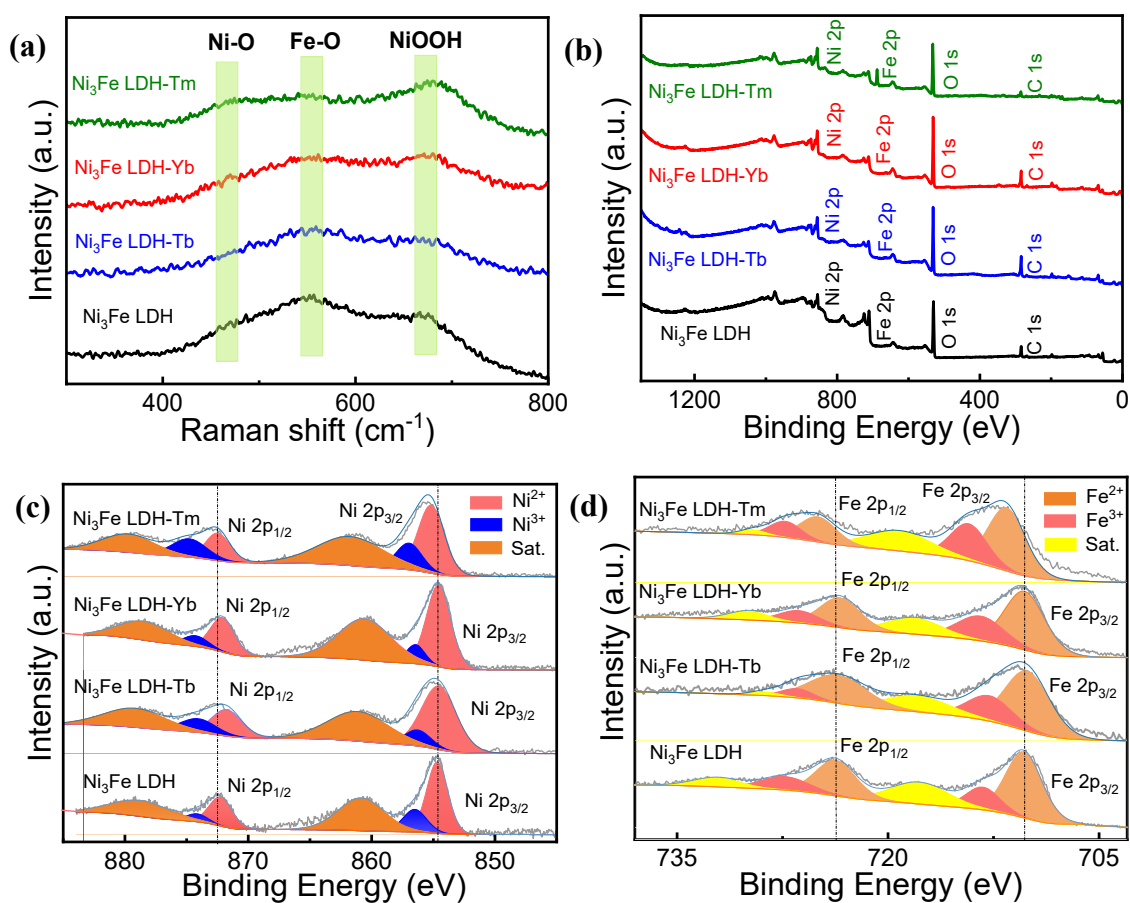 (a)
Ni-O Fe-O NiOOH
Ni₃Fe LDH-Tm
Ni₃Fe LDH-Yb
Ni₃Fe LDH-Tb
Ni₃Fe LDH
Intensity (a.u.)
400 600 800
Raman shift (cm⁻¹)
(b)
Ni 2p Fe 2p O 1s C 1s
Ni₃Fe LDH-Tm
Ni 2p Fe 2p O 1s C 1s
Ni₃Fe LDH-Yb
Ni 2p Fe 2p O 1s C 1s
Ni₃Fe LDH-Tb
Ni 2p Fe 2p O 1s C 1s
Ni₃Fe LDH
Intensity (a.u.)
1200 800 400 0
Binding Energy (eV)
(c)
Ni²⁺
Ni³⁺
Sat.
Ni₃Fe LDH-Tm Ni 2p₁/₂ Ni 2p₃/₂
Ni₃Fe LDH-Yb Ni 2p₁/₂ Ni 2p₃/₂
Ni₃Fe LDH-Tb Ni 2p₁/₂ Ni 2p₃/₂
Ni₃Fe LDH Ni 2p₁/₂ Ni 2p₃/₂
Intensity (a.u.)
880 870 860 850
Binding Energy (eV)
(d)
Fe²⁺
Fe³⁺
Sat.
Ni₃Fe LDH-Tm Fe 2p₁/₂ Fe 2p₃/₂
Ni₃Fe LDH-Yb Fe 2p₁/₂ Fe 2p₃/₂
Ni₃Fe LDH-Tb Fe 2p₁/₂ Fe 2p₃/₂
Ni₃Fe LDH Fe 2p₁/₂ Fe 2p₃/₂
Intensity (a.u.)
735 720 705
Binding Energy (eV)